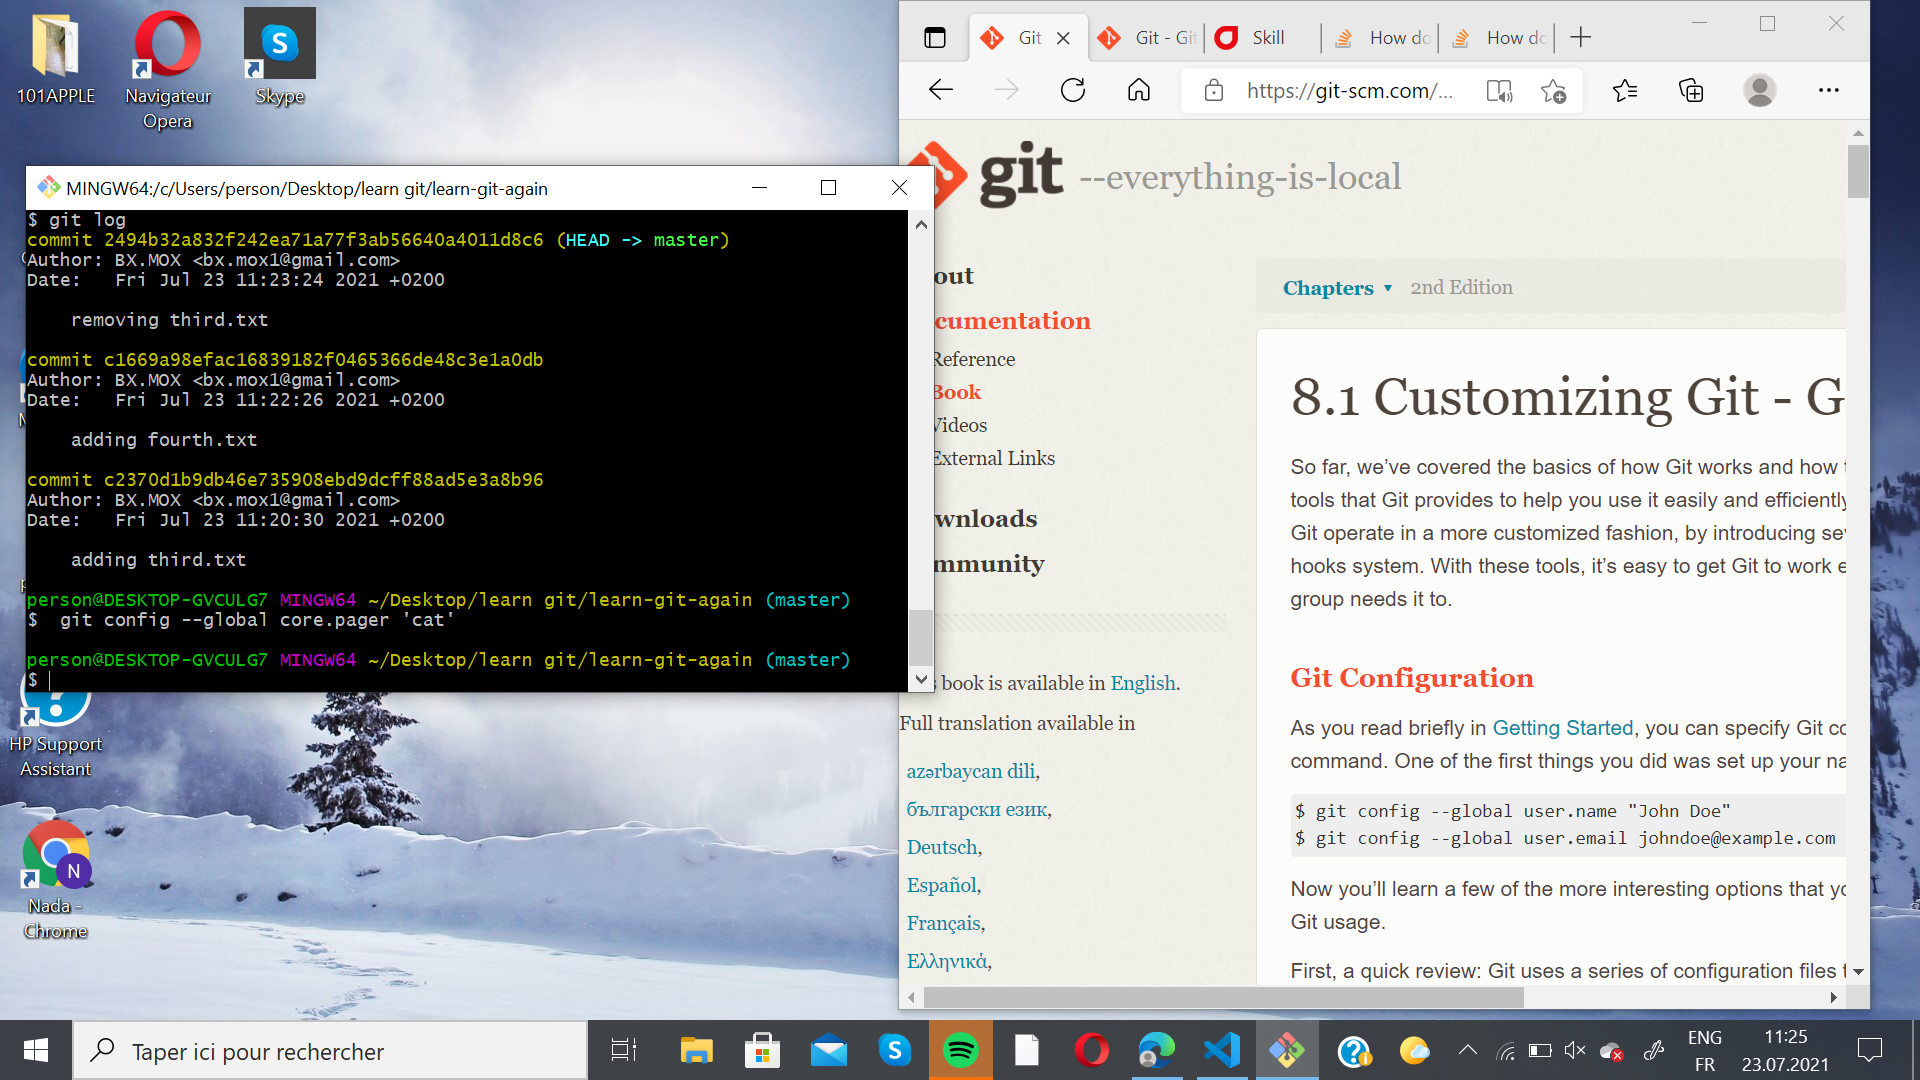 101APPLE
Navigateur
Opera
Skype
HP Support
Assistant
N
Nada -
Chrome
MINGW64:/c/Users/person/Desktop/learn git/learn-git-again
$ git log
commit 2494b32a832f242ea71a77f3ab56640a4011d8c6 (HEAD -> master)
Author: BX.MOX <bx.mox1@gmail.com>
Date:   Fri Jul 23 11:23:24 2021 +0200
removing third.txt
commit c1669a98efac16839182f0465366de48c3e1a0db
Author: BX.MOX <bx.mox1@gmail.com>
Date:   Fri Jul 23 11:22:26 2021 +0200
adding fourth.txt
commit c2370d1b9db46e735908ebd9dcff88ad5e3a8b96
Author: BX.MOX <bx.mox1@gmail.com>
Date:   Fri Jul 23 11:20:30 2021 +0200
adding third.txt
person@DESKTOP-GVCULG7 MINGW64 ~/Desktop/learn git/learn-git-again (master)
$  git config --global core.pager 'cat'
person@DESKTOP-GVCULG7 MINGW64 ~/Desktop/learn git/learn-git-again (master)
$
Git
Git - Git
Skill
How do
How do
https://git-scm.com/...
git --everything-is-local
out
cumentation
Reference
Book
Videos
External Links
wnloads
mmunity
book is available in English.
Full translation available in
azərbaycan dili,
български език,
Deutsch,
Español,
Français,
Ελληνικά,
Chapters ▾ 2nd Edition
8.1 Customizing Git - G
So far, we've covered the basics of how Git works and how
tools that Git provides to help you use it easily and efficiently
Git operate in a more customized fashion, by introducing sev
hooks system. With these tools, it's easy to get Git to work e
group needs it to.
Git Configuration
As you read briefly in Getting Started, you can specify Git co
command. One of the first things you did was set up your na
$ git config --global user.name "John Doe"
$ git config --global user.email johndoe@example.com
Now you'll learn a few of the more interesting options that yo
Git usage.
First, a quick review: Git uses a series of configuration files t
Taper ici pour rechercher
ENG
FR
11:25
23.07.2021